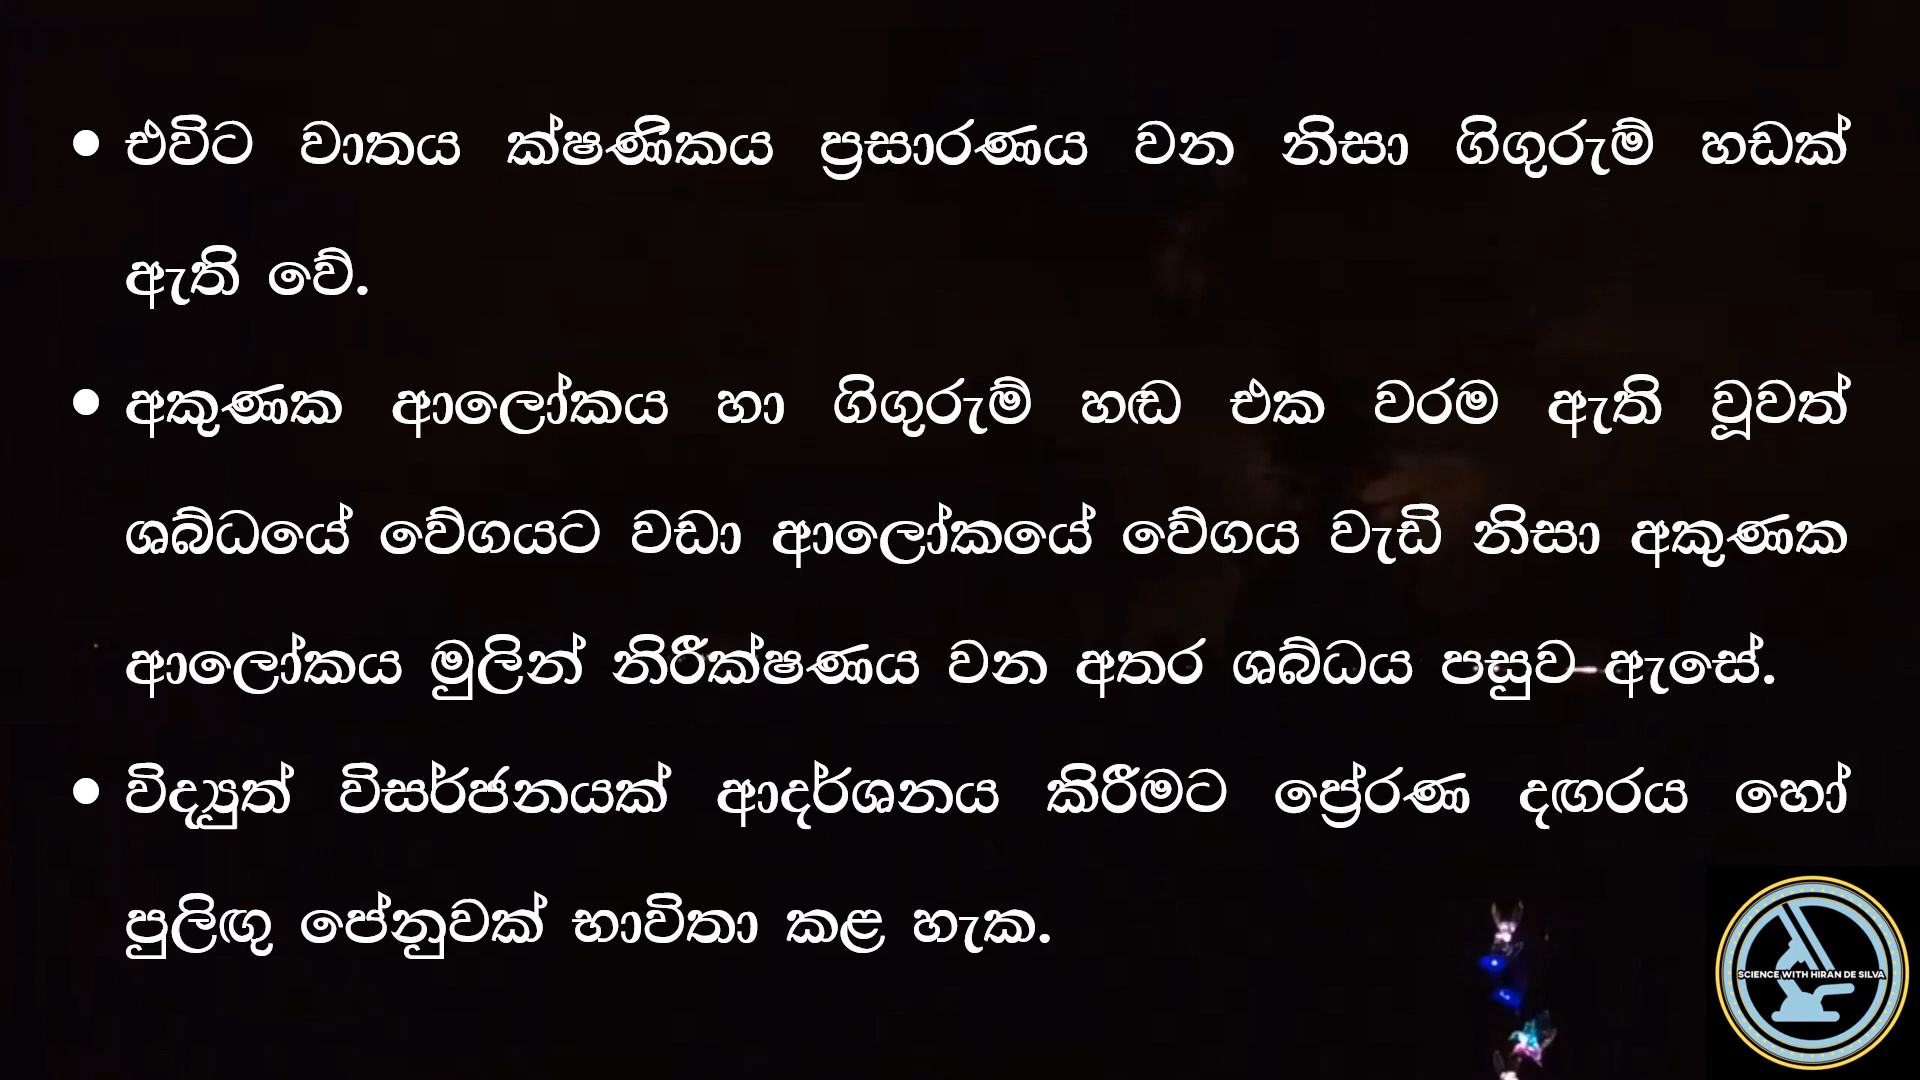 • එවිට වාතය ක්ෂණිකය ප්‍රසාරණය වන නිසා ගිගුරුම් හඩක්
ඇති වේ.
• අකුණක ආලෝකය හා ගිගුරුම් හඬ එක වරම ඇති වූවත්
ශබ්ධයේ වේගයට වඩා ආලෝකයේ වේගය වැඩි නිසා අකුණක
ආලෝකය මුලින් නිරීක්ෂණය වන අතර ශබ්ධය පසුව ඇසේ.
• විද්‍යුත් විසර්ජනයක් ආදර්ශනය කිරීමට ප්‍රේරණ දඟරය හෝ
පුලිඟු පේනුවක් භාවිතා කළ හැක.
SCIENCE WITH HIRAN DE SILVA